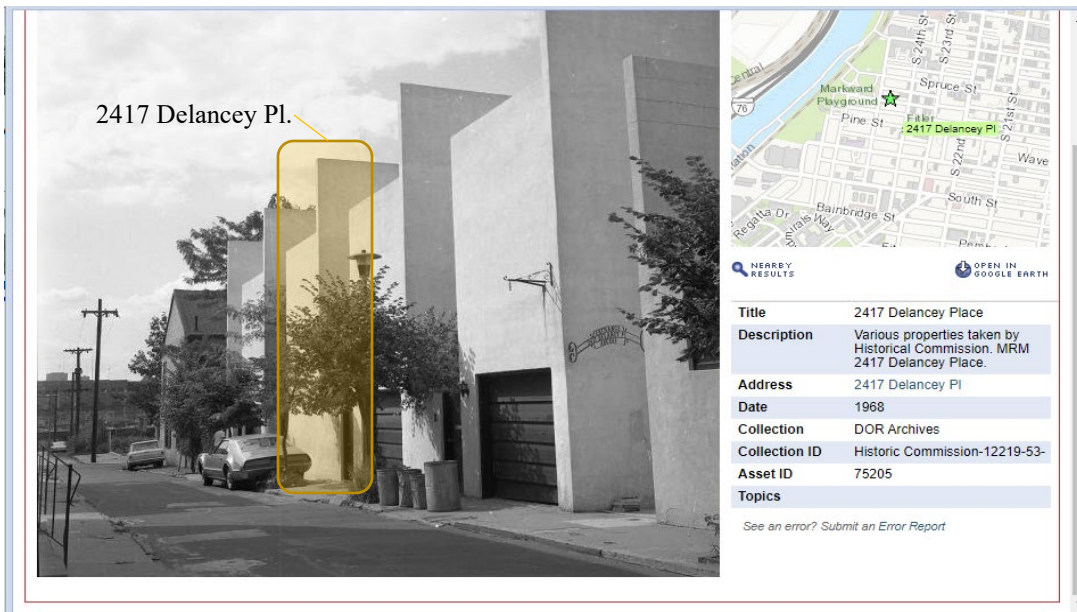 2417 Delancey Pl.
S. 24th St
S. 23rd St
Central
76
Markward
Playground
Spruce St
Fitler
2417 Delancey Pl
Pine St
S. 22nd
S. 21st St
Wave
South St
Bainbridge St
Regatta Dr
Admirals Way
NEARBY
RESULTS
OPEN IN
GOOGLE EARTH
Title 2417 Delancey Place
Description Various properties taken by
Historical Commission. MRM
2417 Delancey Place.
Address 2417 Delancey Pl
Date 1968
Collection DOR Archives
Collection ID Historic Commission-12219-53-
Asset ID 75205
Topics
See an error? Submit an Error Report